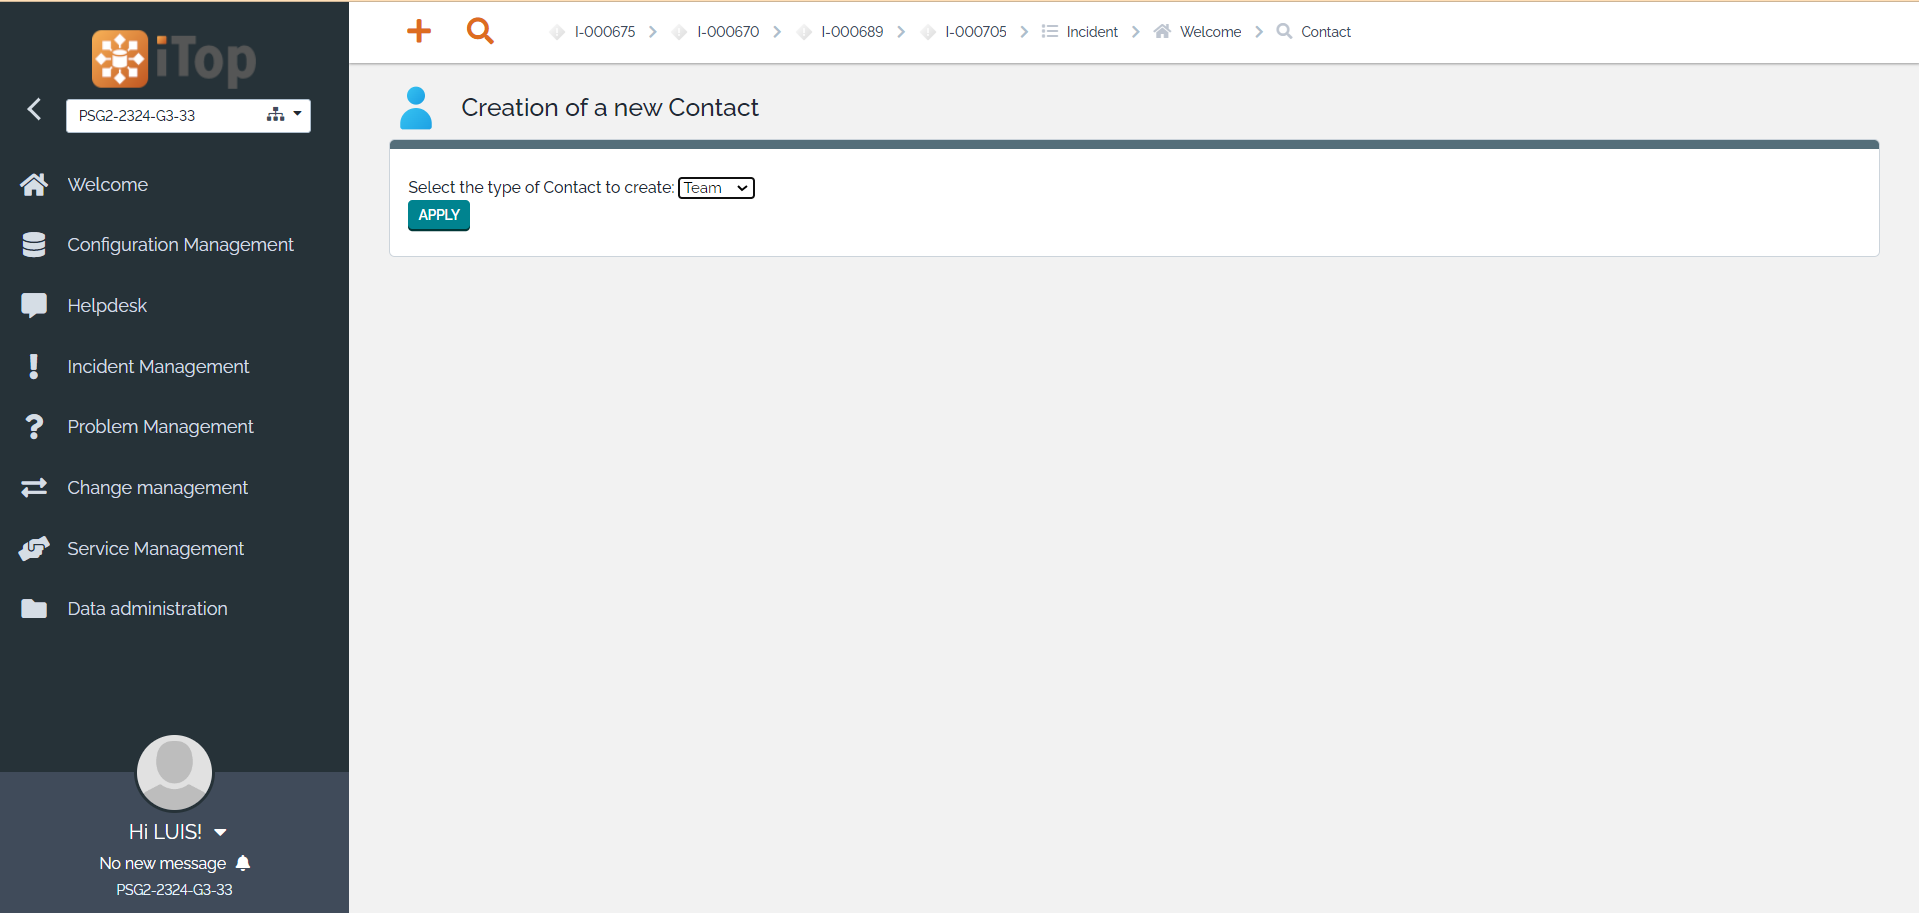 iTop
PSG2-2324-G3-33
Welcome
Configuration Management
Helpdesk
Incident Management
Problem Management
Change management
Service Management
Data administration
Hi LUIS!
No new message
PSG2-2324-G3-33
I-000675 I-000670 I-000689 I-000705 Incident Welcome Contact
Creation of a new Contact
Select the type of Contact to create: Team
APPLY